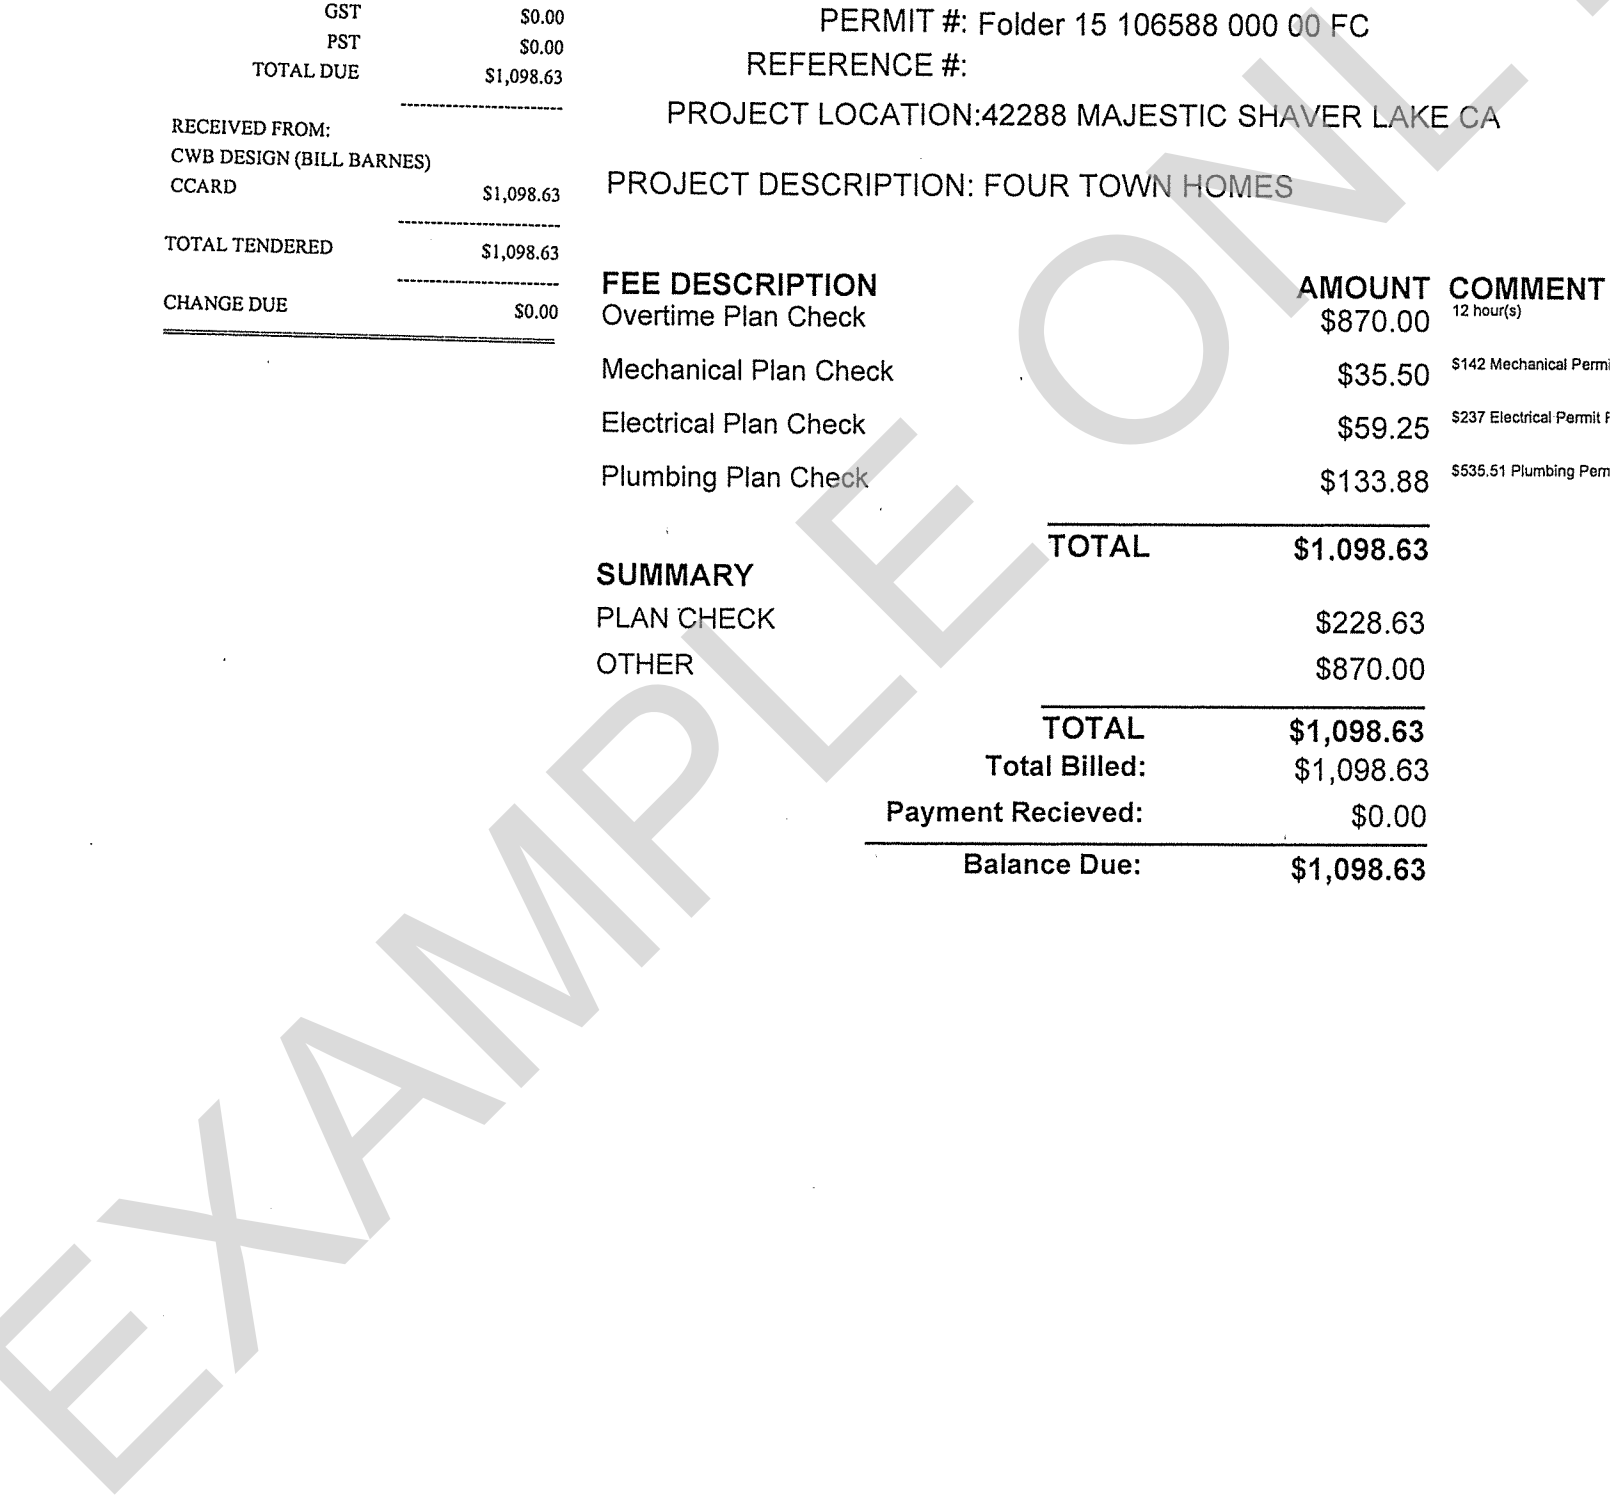 GST $0.00
PST $0.00
TOTAL DUE $1,098.63
RECEIVED FROM:
CWB DESIGN (BILL BARNES)
CCARD $1,098.63
TOTAL TENDERED $1,098.63
CHANGE DUE $0.00
PERMIT #: Folder 15 106588 000 00 FC
REFERENCE #:
PROJECT LOCATION:42288 MAJESTIC SHAVER LAKE CA
PROJECT DESCRIPTION: FOUR TOWN HOMES
FEE DESCRIPTION AMOUNT COMMENT
Overtime Plan Check $870.00 12 hour(s)
Mechanical Plan Check $35.50 $142 Mechanical Permi
Electrical Plan Check $59.25 $237 Electrical Permit F
Plumbing Plan Check $133.88 $535.51 Plumbing Perm
TOTAL $1.098.63
SUMMARY
PLAN CHECK $228.63
OTHER $870.00
TOTAL $1,098.63
Total Billed: $1,098.63
Payment Recieved: $0.00
Balance Due: $1,098.63
EXAMPLE ONL